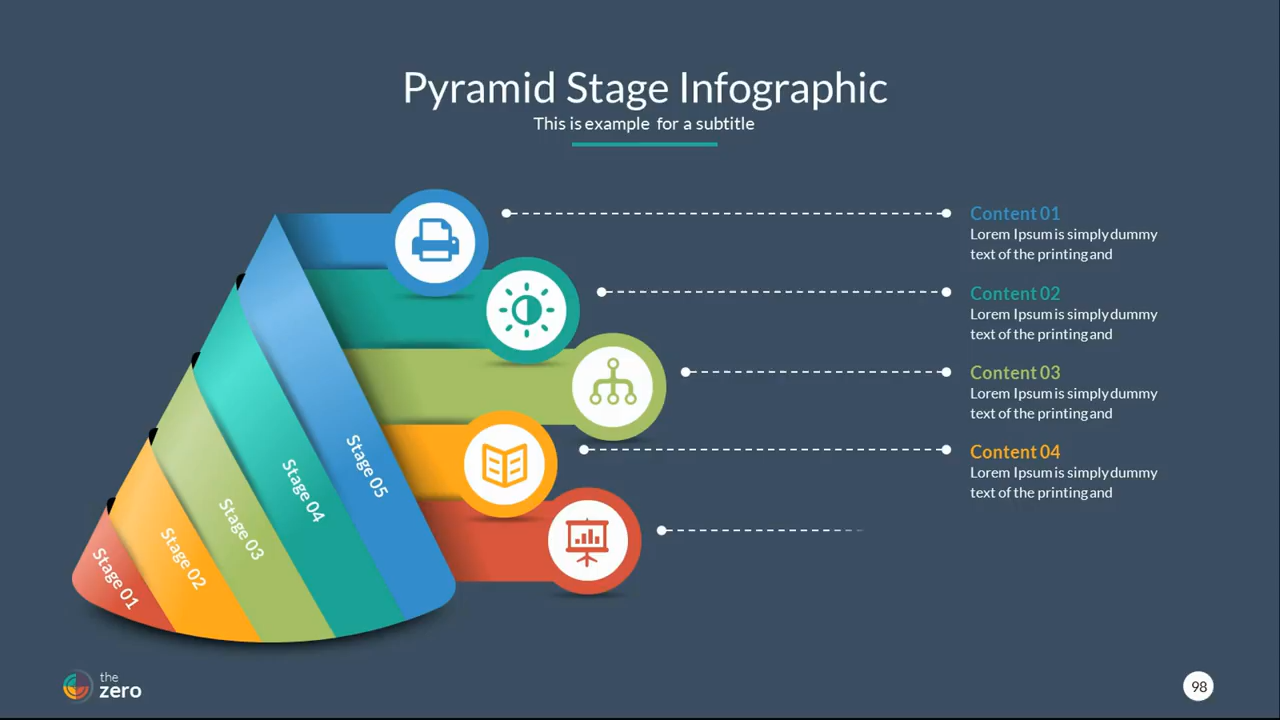 Pyramid Stage Infographic
This is example for a subtitle
Content 01
Lorem Ipsum is simply dummy
text of the printing and
Content 02
Lorem Ipsum is simply dummy
text of the printing and
Content 03
Lorem Ipsum is simply dummy
text of the printing and
Content 04
Lorem Ipsum is simply dummy
text of the printing and
Stage 05
Stage 04
Stage 03
Stage 02
Stage 01
the
zero
98